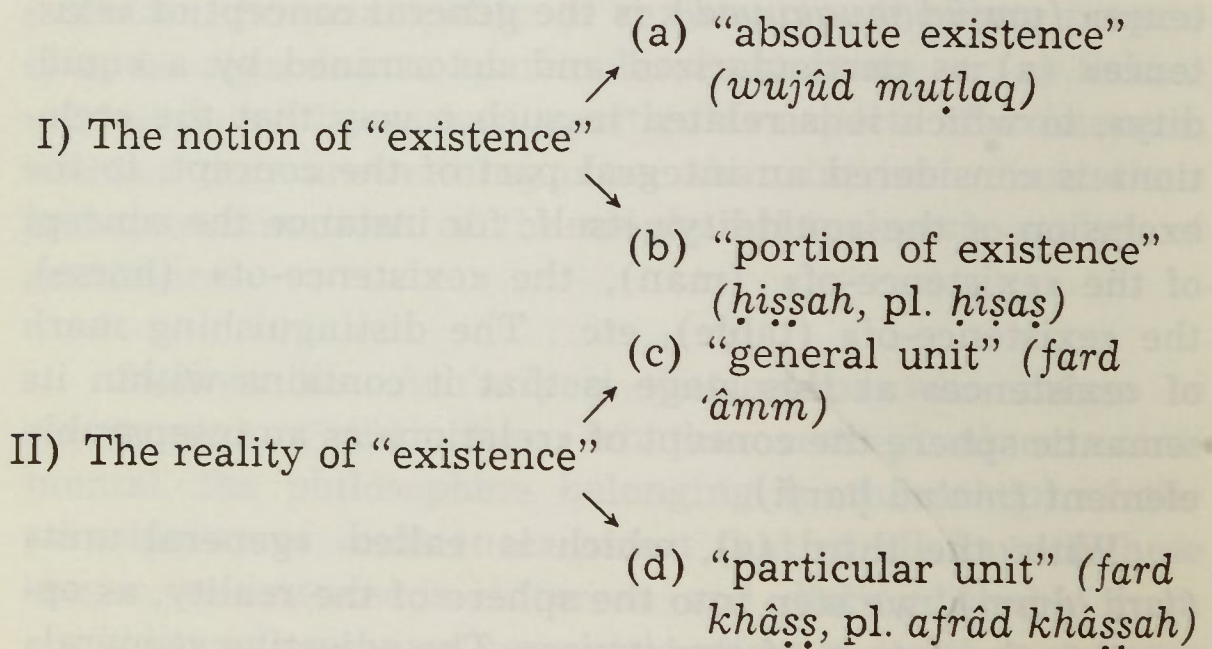 (a) “absolute existence”
(wujûd muṭlaq)
I) The notion of “existence”
(b) “portion of existence”
(ḥiṣṣah, pl. ḥiṣaṣ)
(c) “general unit” (fard
‘âmm)
II) The reality of “existence”
(d) “particular unit” (fard
khâṣṣ, pl. afrâd khâṣṣah)